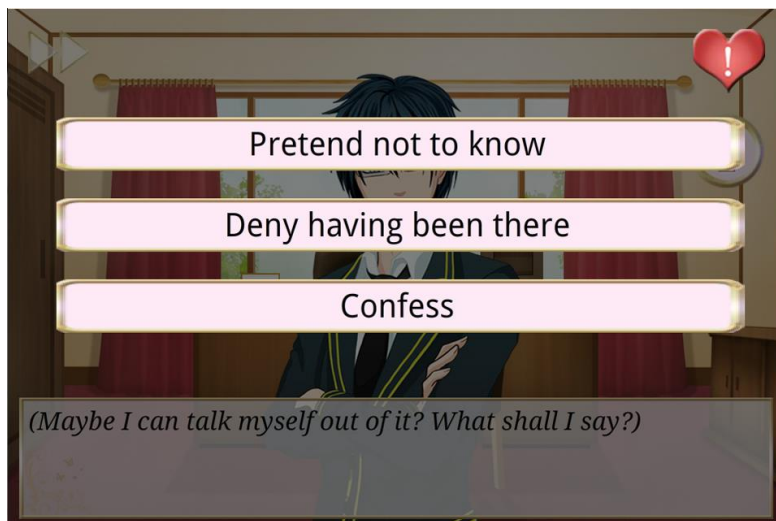 Pretend not to know
Deny having been there
Confess
(Maybe I can talk myself out of it? What shall I say?)